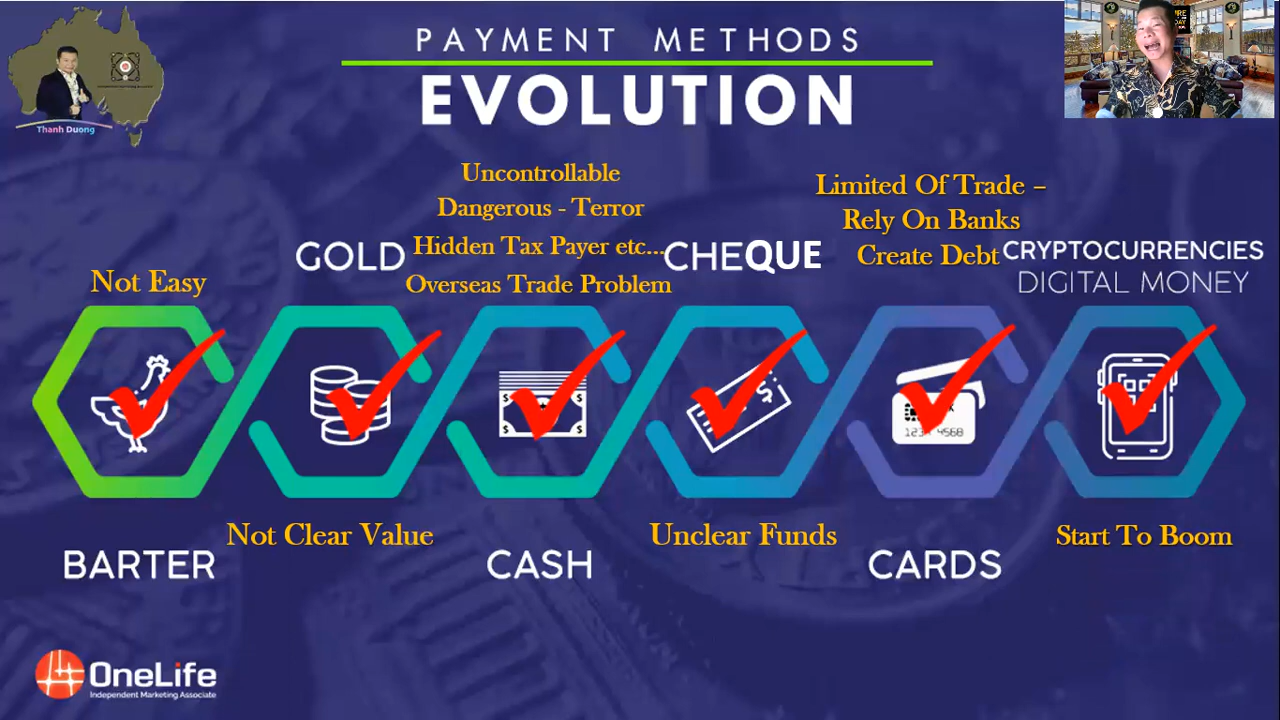 PAYMENT METHODS
EVOLUTION
Thanh Duong
Uncontrollable
Dangerous - Terror
Hidden Tax Payer etc...
Overseas Trade Problem
Limited Of Trade –
Rely On Banks
Create Debt
Not Easy
GOLD
CHEQUE
CRYPTOCURRENCIES
DIGITAL MONEY
BARTER
Not Clear Value
CASH
Unclear Funds
CARDS
Start To Boom
OneLife
Independent Marketing Associate